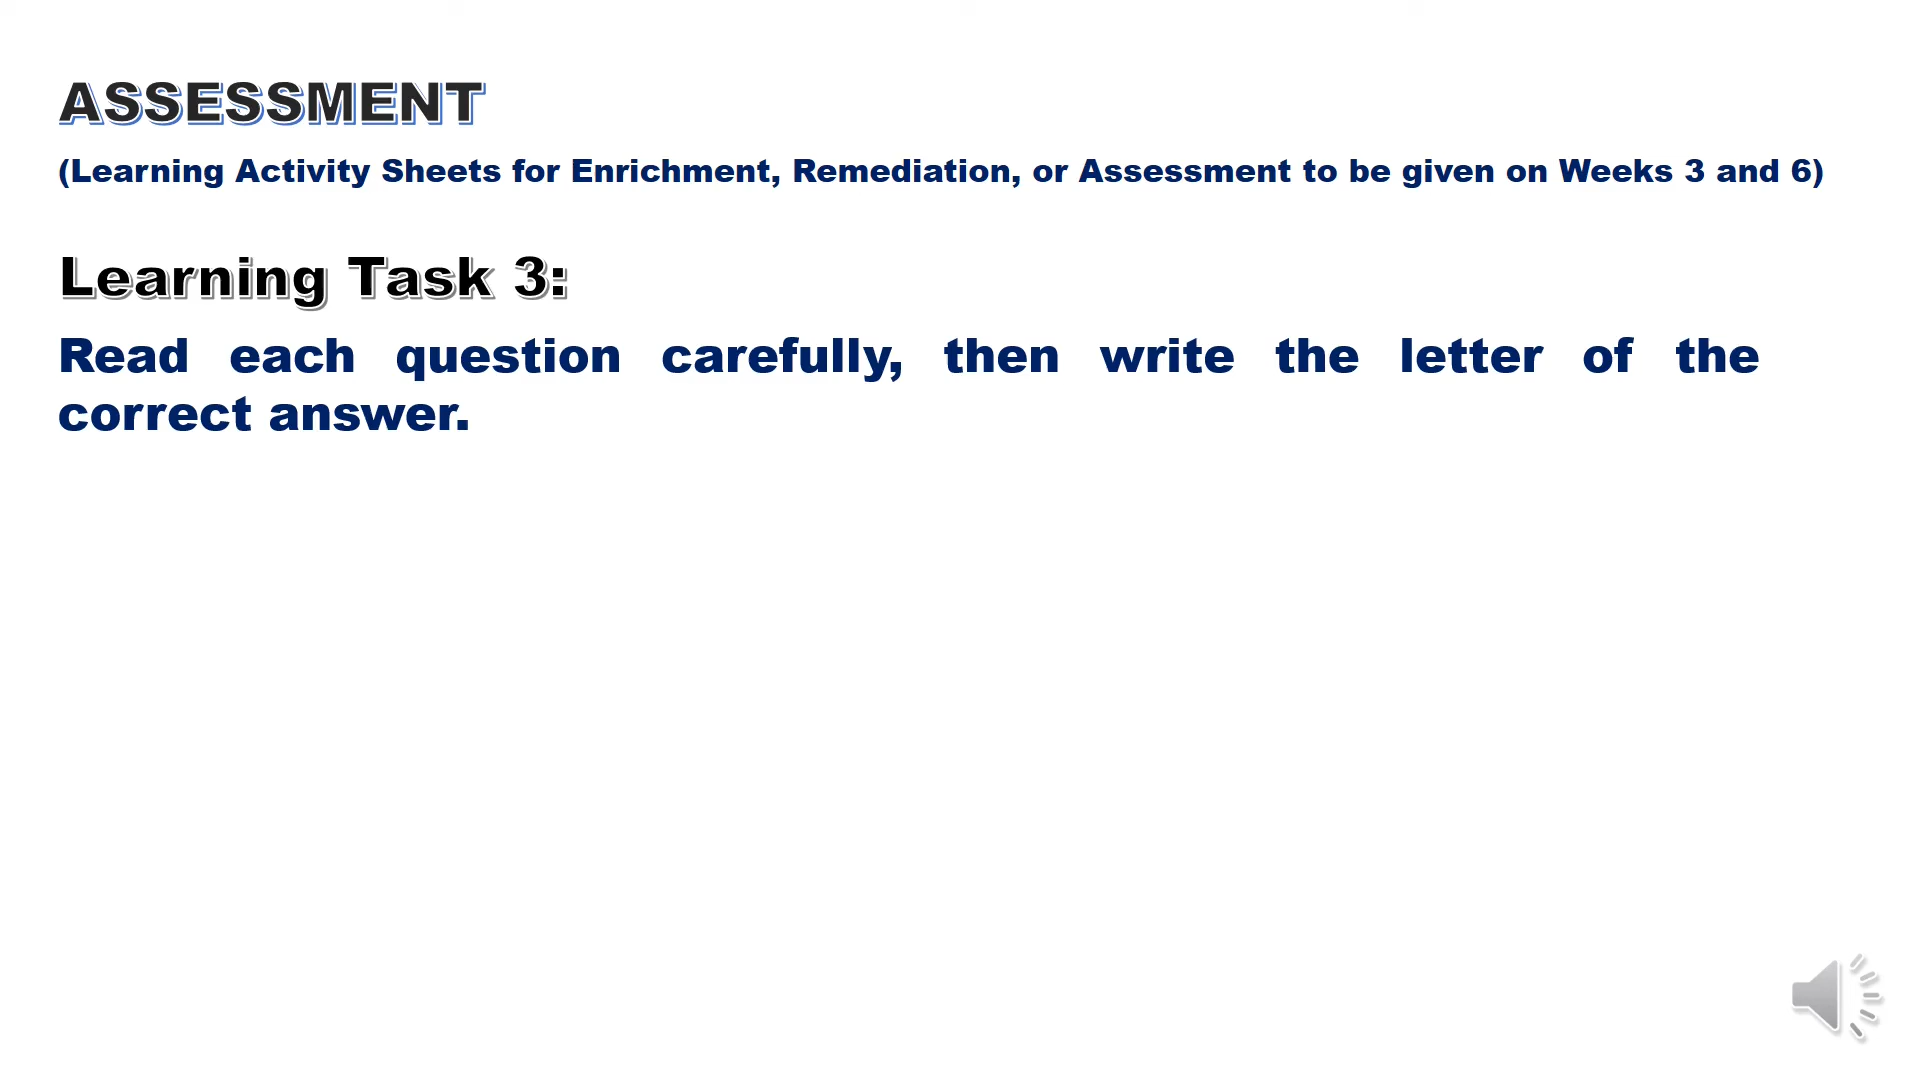 ASSESSMENT
(Learning Activity Sheets for Enrichment, Remediation, or Assessment to be given on Weeks 3 and 6)
Learning Task 3:
Read each question carefully, then write the letter of the
correct answer.